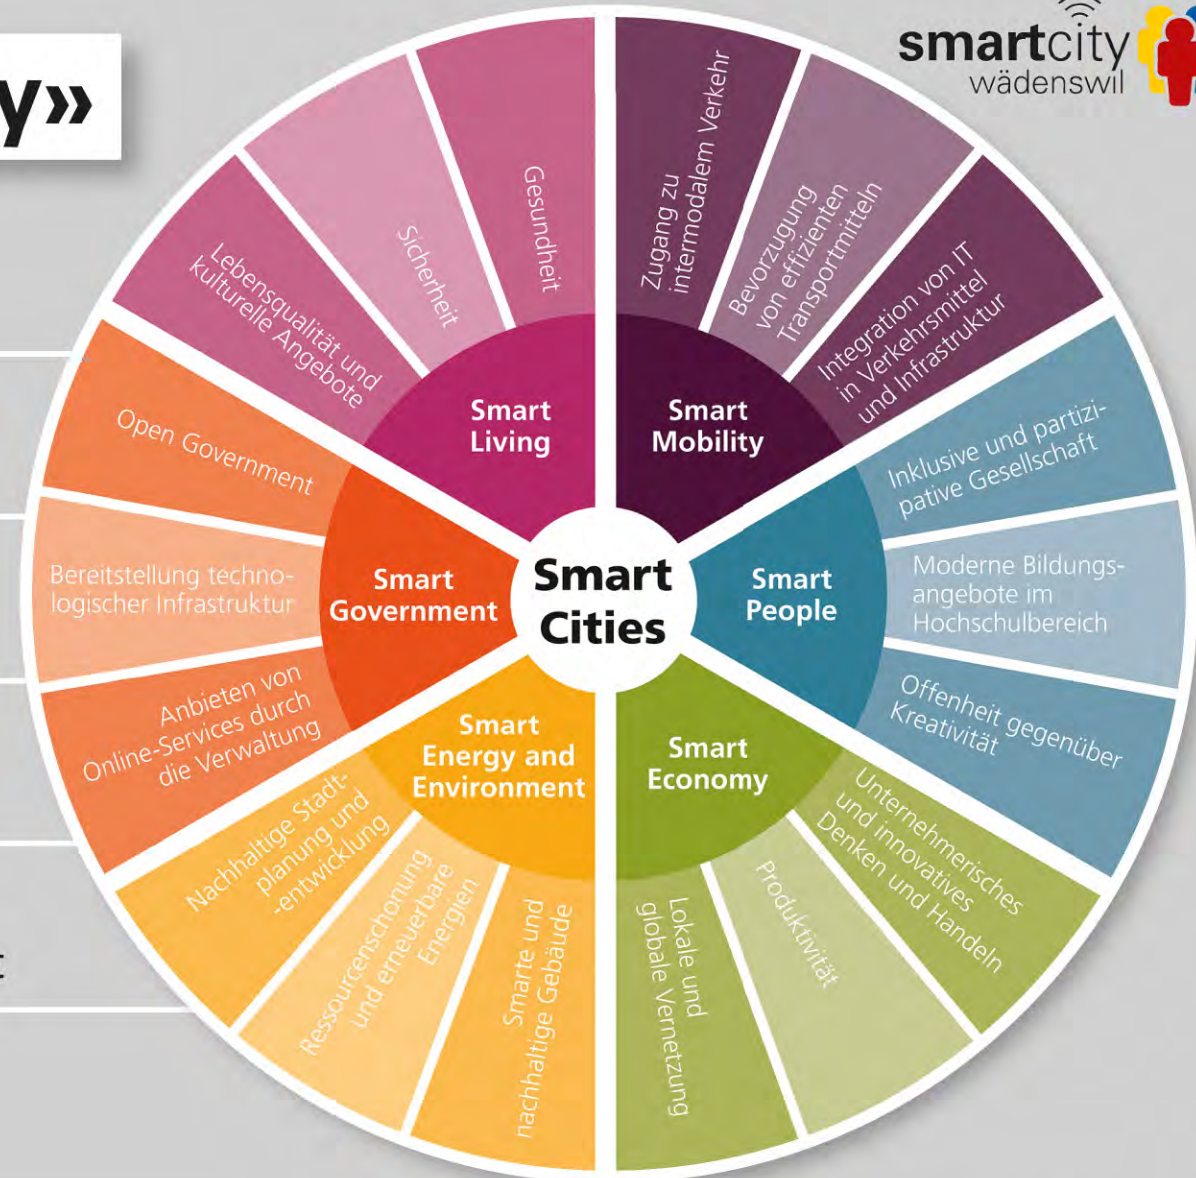 y»
smartcity
wädenswil
Smart
Cities
Smart
Living
Lebensqualität und
kulturelle Angebote
Sicherheit
Gesundheit
Smart
Mobility
Zugang zu
intermodalem Verkehr
Bevorzugung
von effizienten
Transportmitteln
Integration von IT
in Verkehrsmittel
und Infrastruktur
Smart
People
Inklusive und partizi-
pative Gesellschaft
Moderne Bildungs-
angebote im
Hochschulbereich
Offenheit gegenüber
Kreativität
Smart
Economy
Unternehmerisches
und innovatives
Denken und Handeln
Produktivität
Lokale und
globale Vernetzung
Smart
Energy and
Environment
Smarte und
nachhaltige Gebäude
Ressourcenschonung
und erneuerbare
Energien
Nachhaltige Stadt-
planung und
-entwicklung
Smart
Government
Anbieten von
Online-Services durch
die Verwaltung
Bereitstellung techno-
logischer Infrastruktur
Open Government
t